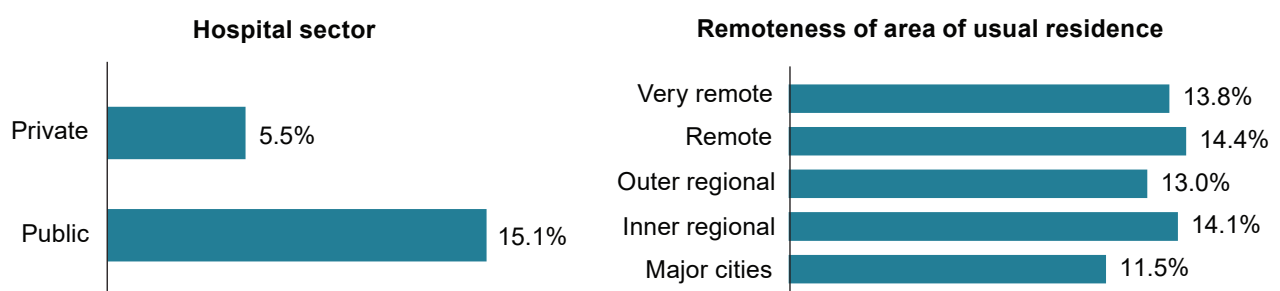 Hospital sector
Private 5.5%
Public 15.1%
Remoteness of area of usual residence
Very remote 13.8%
Remote 14.4%
Outer regional 13.0%
Inner regional 14.1%
Major cities 11.5%